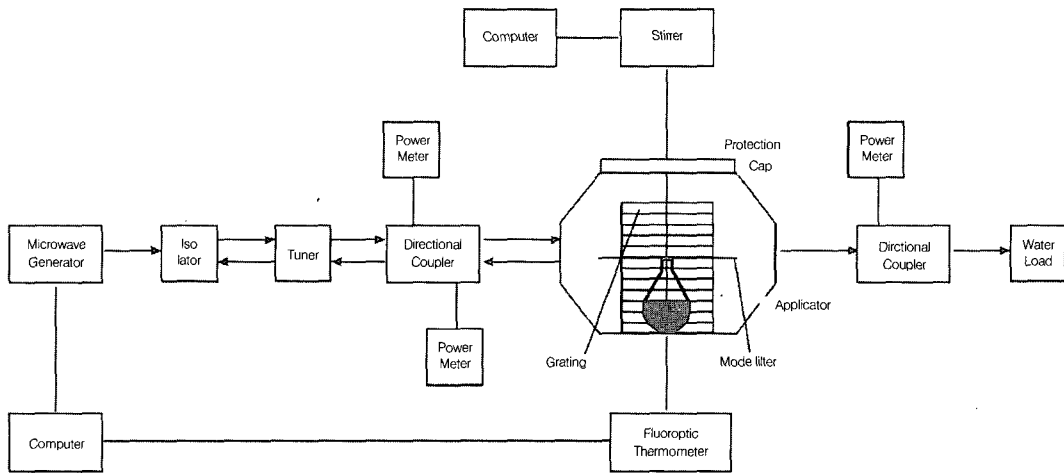 Computer
Stirrer
Power
Meter
Protection
Cap
Power
Meter
Microwave
Generator
Iso
lator
Tuner
Directional
Coupler
Dirctional
Coupler
Water
Load
Applicator
Power
Meter
Grating
Mode lilter
Computer
Fluoroptic
Thermometer